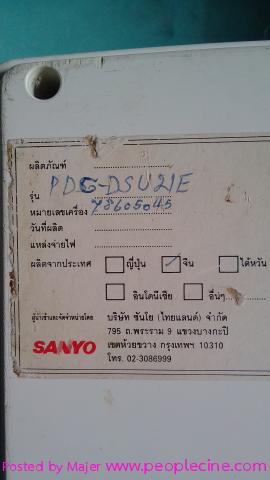 ผลิตภัณฑ์
รุ่น PDG-DSU21E
หมายเลขเครื่อง 78605045
วันที่ผลิต
แหล่งจ่ายไฟ
ผลิตจากประเทศ ญี่ปุ่น จีน ไต้หวัน
อินโดนีเซีย อื่นๆ
ผู้นำเข้าและจัดจำหน่ายโดย บริษัท ซันโย (ไทยแลนด์) จำกัด
795 ถ.พระราม 9 แขวงบางกะปิ
SANYO เขตห้วยขวาง กรุงเทพฯ 10310
โทร. 02-3086999
Posted by Majer www.peoplecine.com